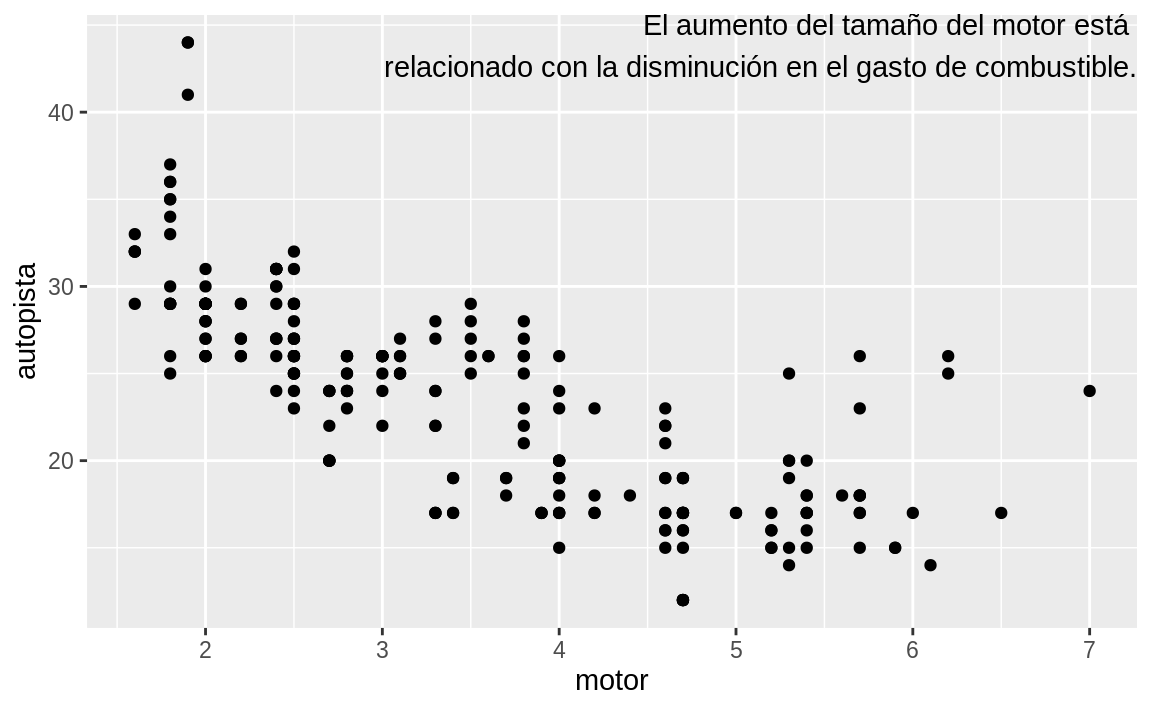 El aumento del tamaño del motor está
relacionado con la disminución en el gasto de combustible.
40
30
20
autopista
2 3 4 5 6 7
motor